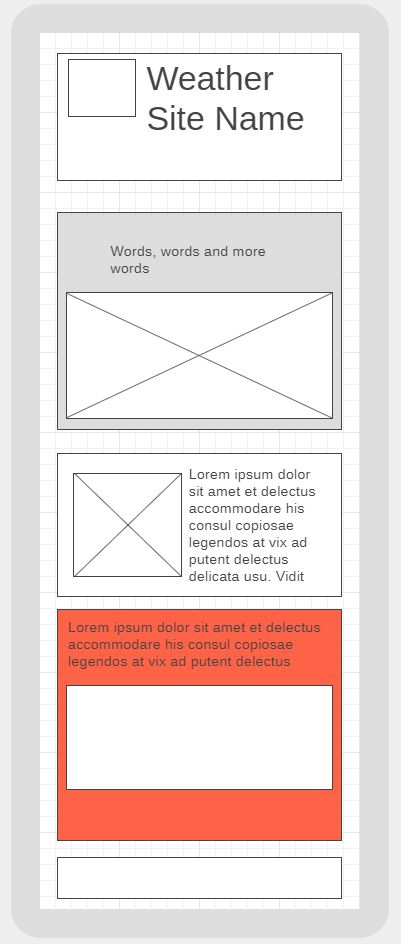 Weather
Site Name
Words, words and more
words
Lorem ipsum dolor
sit amet et delectus
accommodare his
consul copiosae
legendos at vix ad
putent delectus
delicata usu. Vidit
Lorem ipsum dolor sit amet et delectus
accommodare his consul copiosae
legendos at vix ad putent delectus